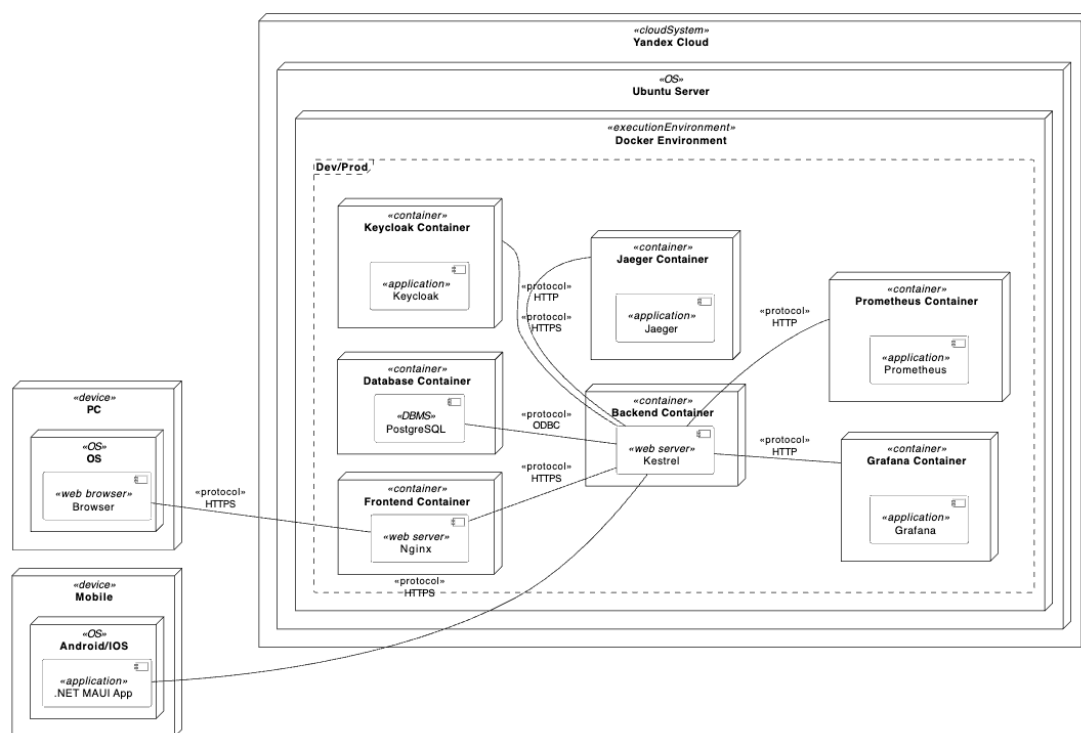 «cloudSystem»
Yandex Cloud
«OS»
Ubuntu Server
«executionEnvironment»
Docker Environment
Dev/Prod
«container»
Keycloak Container
«application»
Keycloak
«container»
Jaeger Container
«application»
Jaeger
«protocol»
HTTP
«protocol»
HTTPS
«protocol»
HTTP
«container»
Prometheus Container
«application»
Prometheus
«container»
Database Container
«DBMS»
PostgreSQL
«protocol»
ODBC
«container»
Backend Container
«web server»
Kestrel
«protocol»
HTTP
«container»
Grafana Container
«application»
Grafana
«device»
PC
«OS»
OS
«web browser»
Browser
«protocol»
HTTPS
«container»
Frontend Container
«web server»
Nginx
«protocol»
HTTPS
«protocol»
HTTPS
«device»
Mobile
«OS»
Android/IOS
«application»
.NET MAUI App